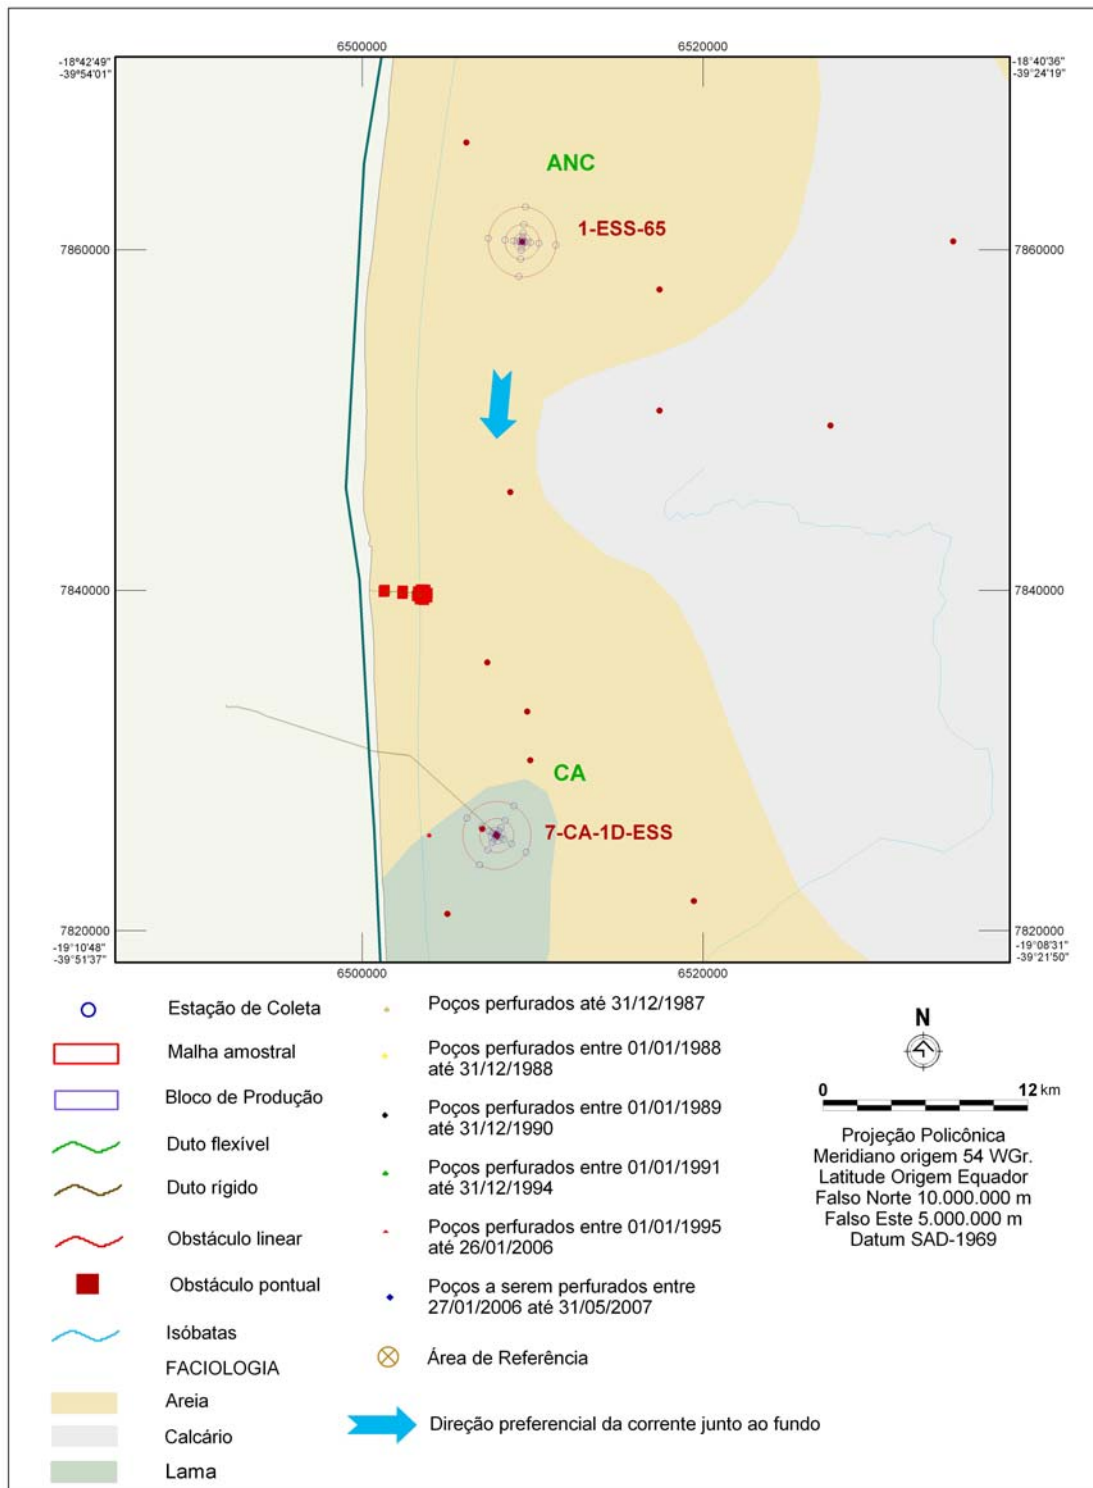 6500000 6520000
-18°42'49"
-39°54'01"
-18°40'36"
-39°24'19"
ANC
1-ESS-65
7860000 7860000
7840000 7840000
CA
7-CA-1D-ESS
7820000 7820000
-19°10'48"
-39°51'37"
-19°08'31"
-39°21'50"
6500000 6520000
Estação de Coleta
Malha amostral
Bloco de Produção
Duto flexível
Duto rígido
Obstáculo linear
Obstáculo pontual
Isóbatas
FACIOLOGIA
Areia
Calcário
Lama
Poços perfurados até 31/12/1987
Poços perfurados entre 01/01/1988
até 31/12/1988
Poços perfurados entre 01/01/1989
até 31/12/1990
Poços perfurados entre 01/01/1991
até 31/12/1994
Poços perfurados entre 01/01/1995
até 26/01/2006
Poços a serem perfurados entre
27/01/2006 até 31/05/2007
Área de Referência
Direção preferencial da corrente junto ao fundo
N
0 12 km
Projeção Policônica
Meridiano origem 54 WGr.
Latitude Origem Equador
Falso Norte 10.000.000 m
Falso Este 5.000.000 m
Datum SAD-1969